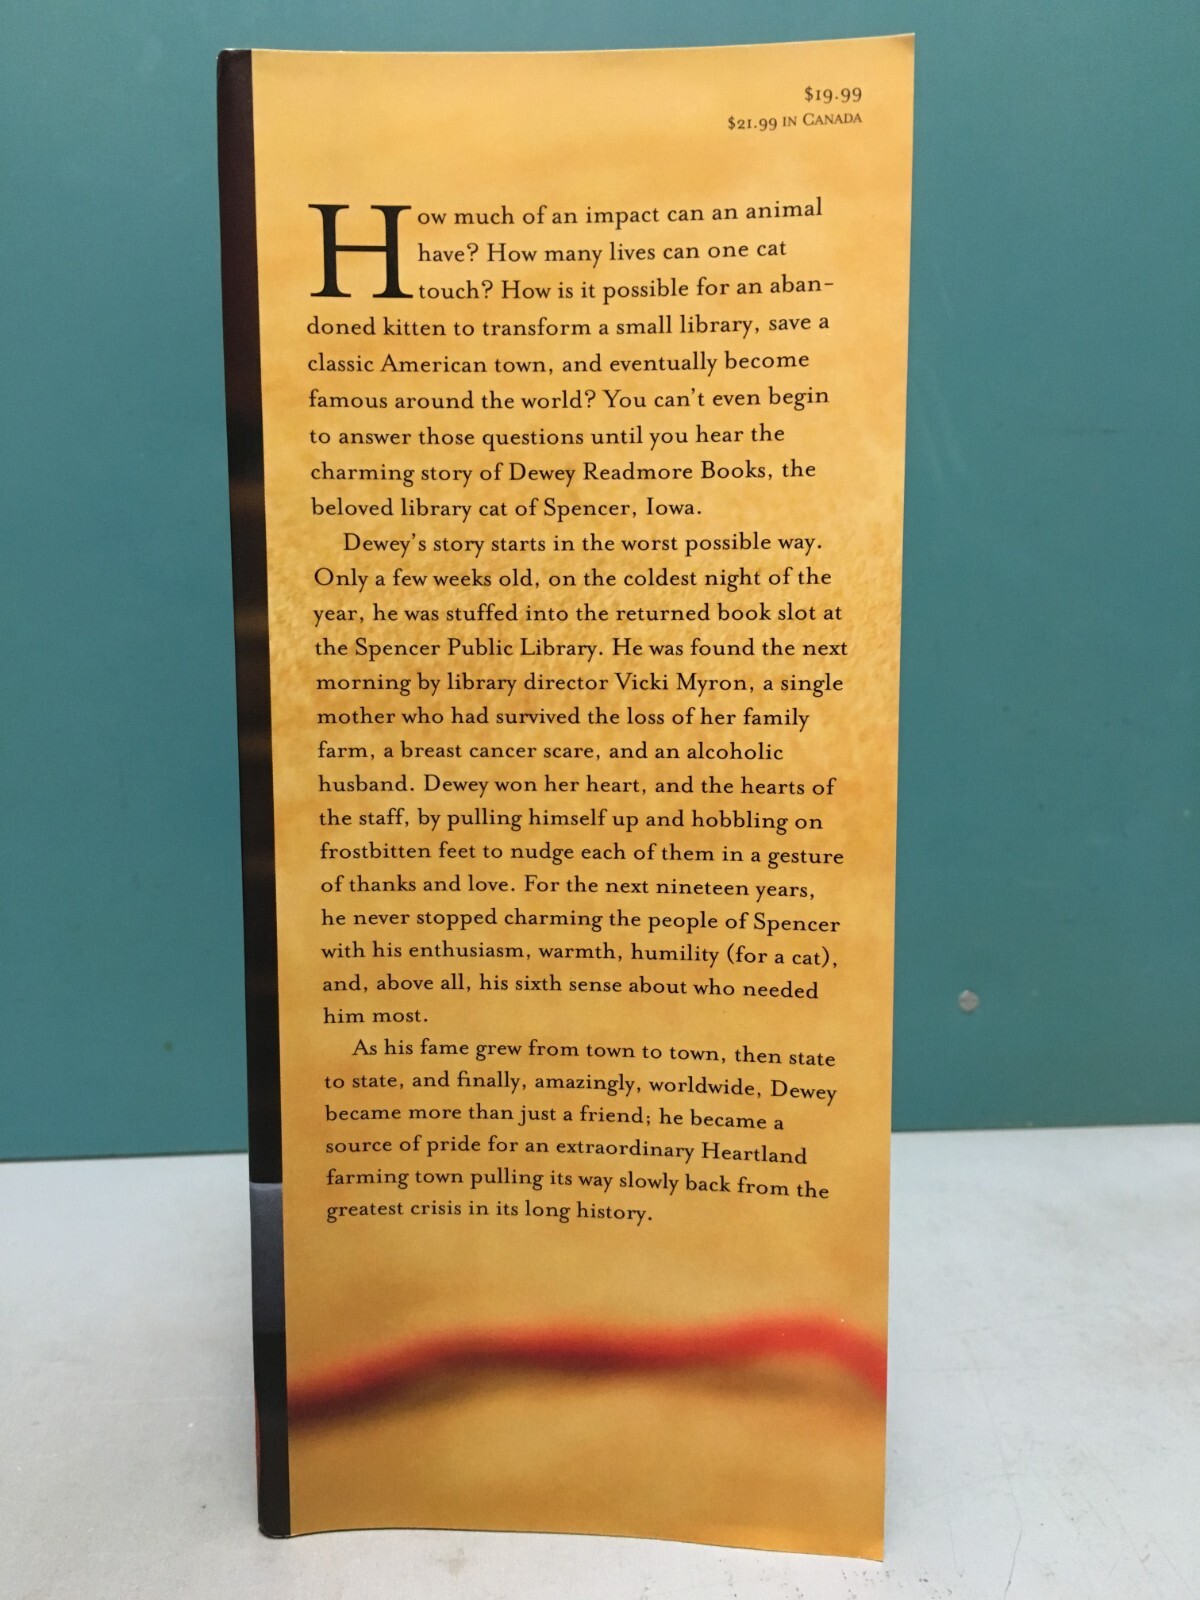 $19.99
$21.99 IN CANADA
How much of an impact can an animal
have? How many lives can one cat
touch? How is it possible for an aban-
doned kitten to transform a small library, save a
classic American town, and eventually become
famous around the world? You can't even begin
to answer those questions until you hear the
charming story of Dewey Readmore Books, the
beloved library cat of Spencer, Iowa.
Dewey's story starts in the worst possible way.
Only a few weeks old, on the coldest night of the
year, he was stuffed into the returned book slot at
the Spencer Public Library. He was found the next
morning by library director Vicki Myron, a single
mother who had survived the loss of her family
farm, a breast cancer scare, and an alcoholic
husband. Dewey won her heart, and the hearts of
the staff, by pulling himself up and hobbling on
frostbitten feet to nudge each of them in a gesture
of thanks and love. For the next nineteen years,
he never stopped charming the people of Spencer
with his enthusiasm, warmth, humility (for a cat),
and, above all, his sixth sense about who needed
him most.
As his fame grew from town to town, then state
to state, and finally, amazingly, worldwide, Dewey
became more than just a friend; he became a
source of pride for an extraordinary Heartland
farming town pulling its way slowly back from the
greatest crisis in its long history.